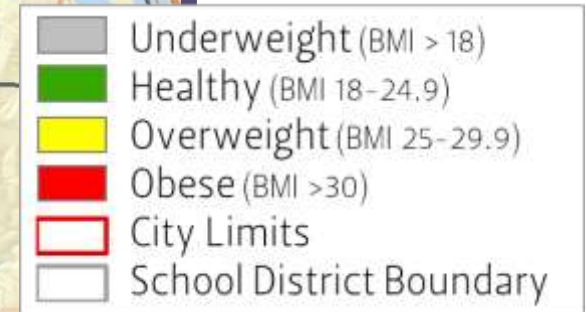 Underweight (BMI > 18)
Healthy (BMI 18-24.9)
Overweight (BMI 25-29.9)
Obese (BMI >30)
City Limits
School District Boundary